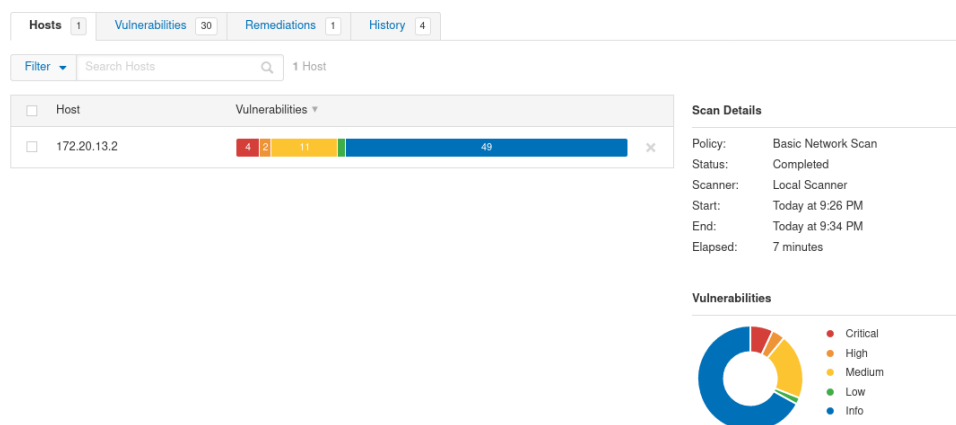 Hosts 1 Vulnerabilities 30 Remediations 1 History 4
Filter Search Hosts 1 Host
Host Vulnerabilities
172.20.13.2 4 2 11 49
Scan Details
Policy: Basic Network Scan
Status: Completed
Scanner: Local Scanner
Start: Today at 9:26 PM
End: Today at 9:34 PM
Elapsed: 7 minutes
Vulnerabilities
Critical
High
Medium
Low
Info